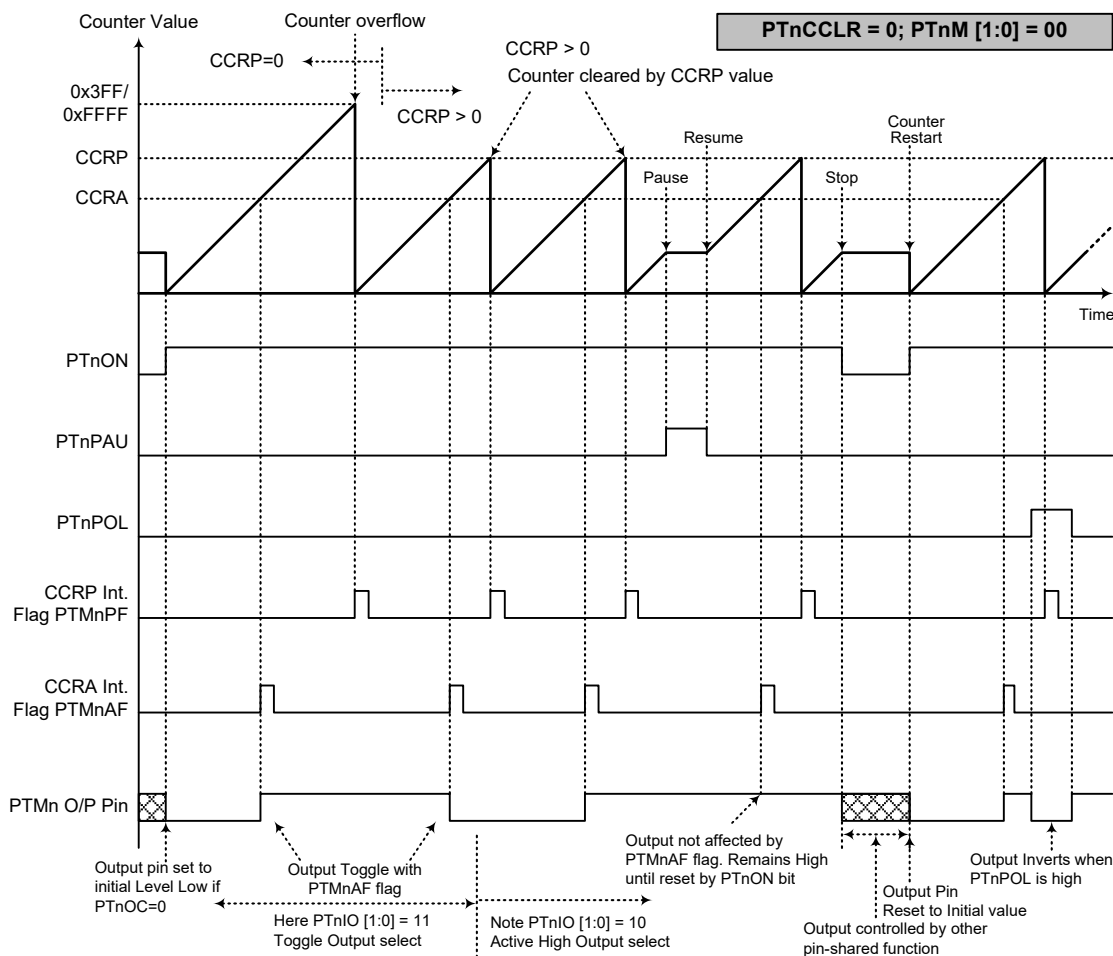 Counter Value
Counter overflow
PTnCCLR = 0; PTnM [1:0] = 00
CCRP=0
CCRP > 0
CCRP > 0
Counter cleared by CCRP value
0x3FF/
0xFFFF
CCRP
CCRA
Pause
Resume
Stop
Counter
Restart
Time
PTnON
PTnPAU
PTnPOL
CCRP Int.
Flag PTMnPF
CCRA Int.
Flag PTMnAF
PTMn O/P Pin
Output pin set to
initial Level Low if
PTnOC=0
Output Toggle with
PTMnAF flag
Here PTnIO [1:0] = 11
Toggle Output select
Note PTnIO [1:0] = 10
Active High Output select
Output not affected by
PTMnAF flag. Remains High
until reset by PTnON bit
Output Pin
Reset to Initial value
Output controlled by other
pin-shared function
Output Inverts when
PTnPOL is high